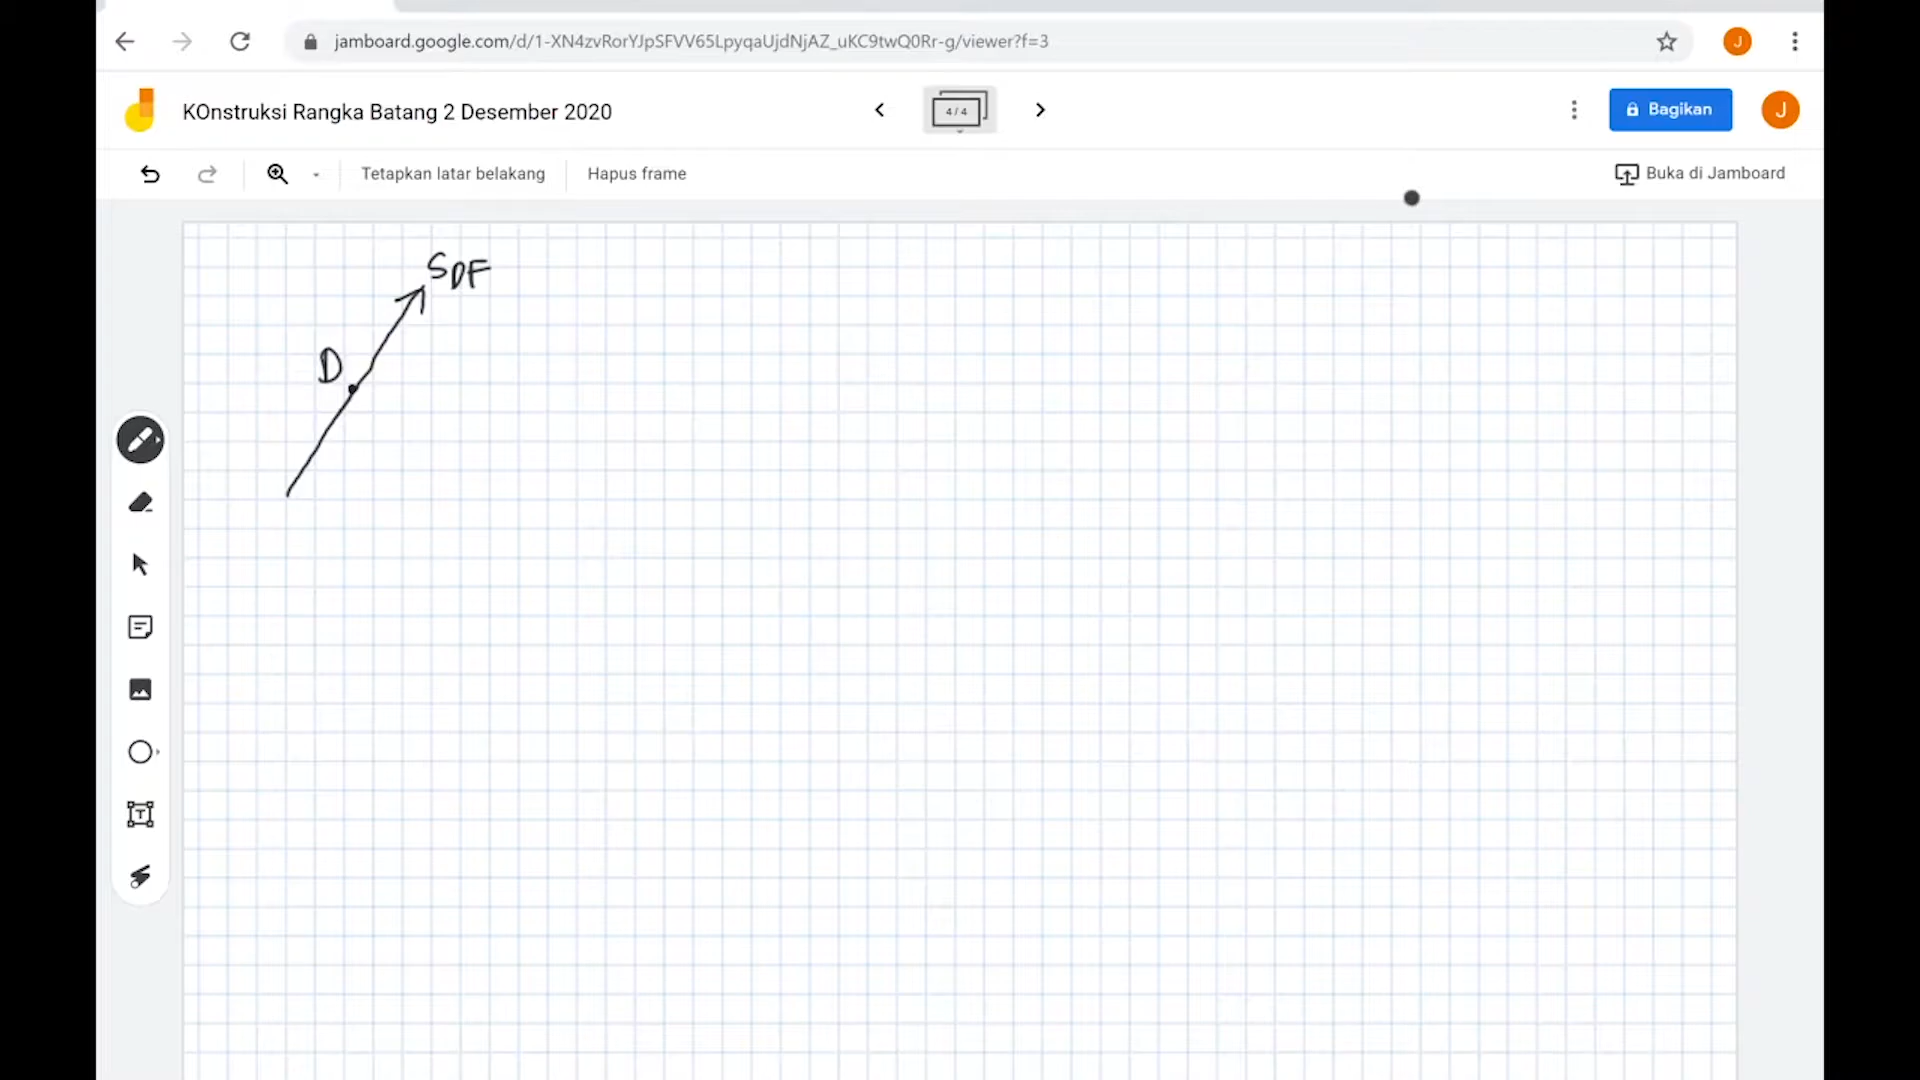 jamboard.google.com/d/1-XN4zvRorYJpSFVV65LpyqaUjdNjAZ_uKC9twQ0Rr-g/viewer?f=3
J
KOnstruksi Rangka Batang 2 Desember 2020
4 / 4
Bagikan
J
Tetapkan latar belakang
Hapus frame
Buka di Jamboard
SDF
D